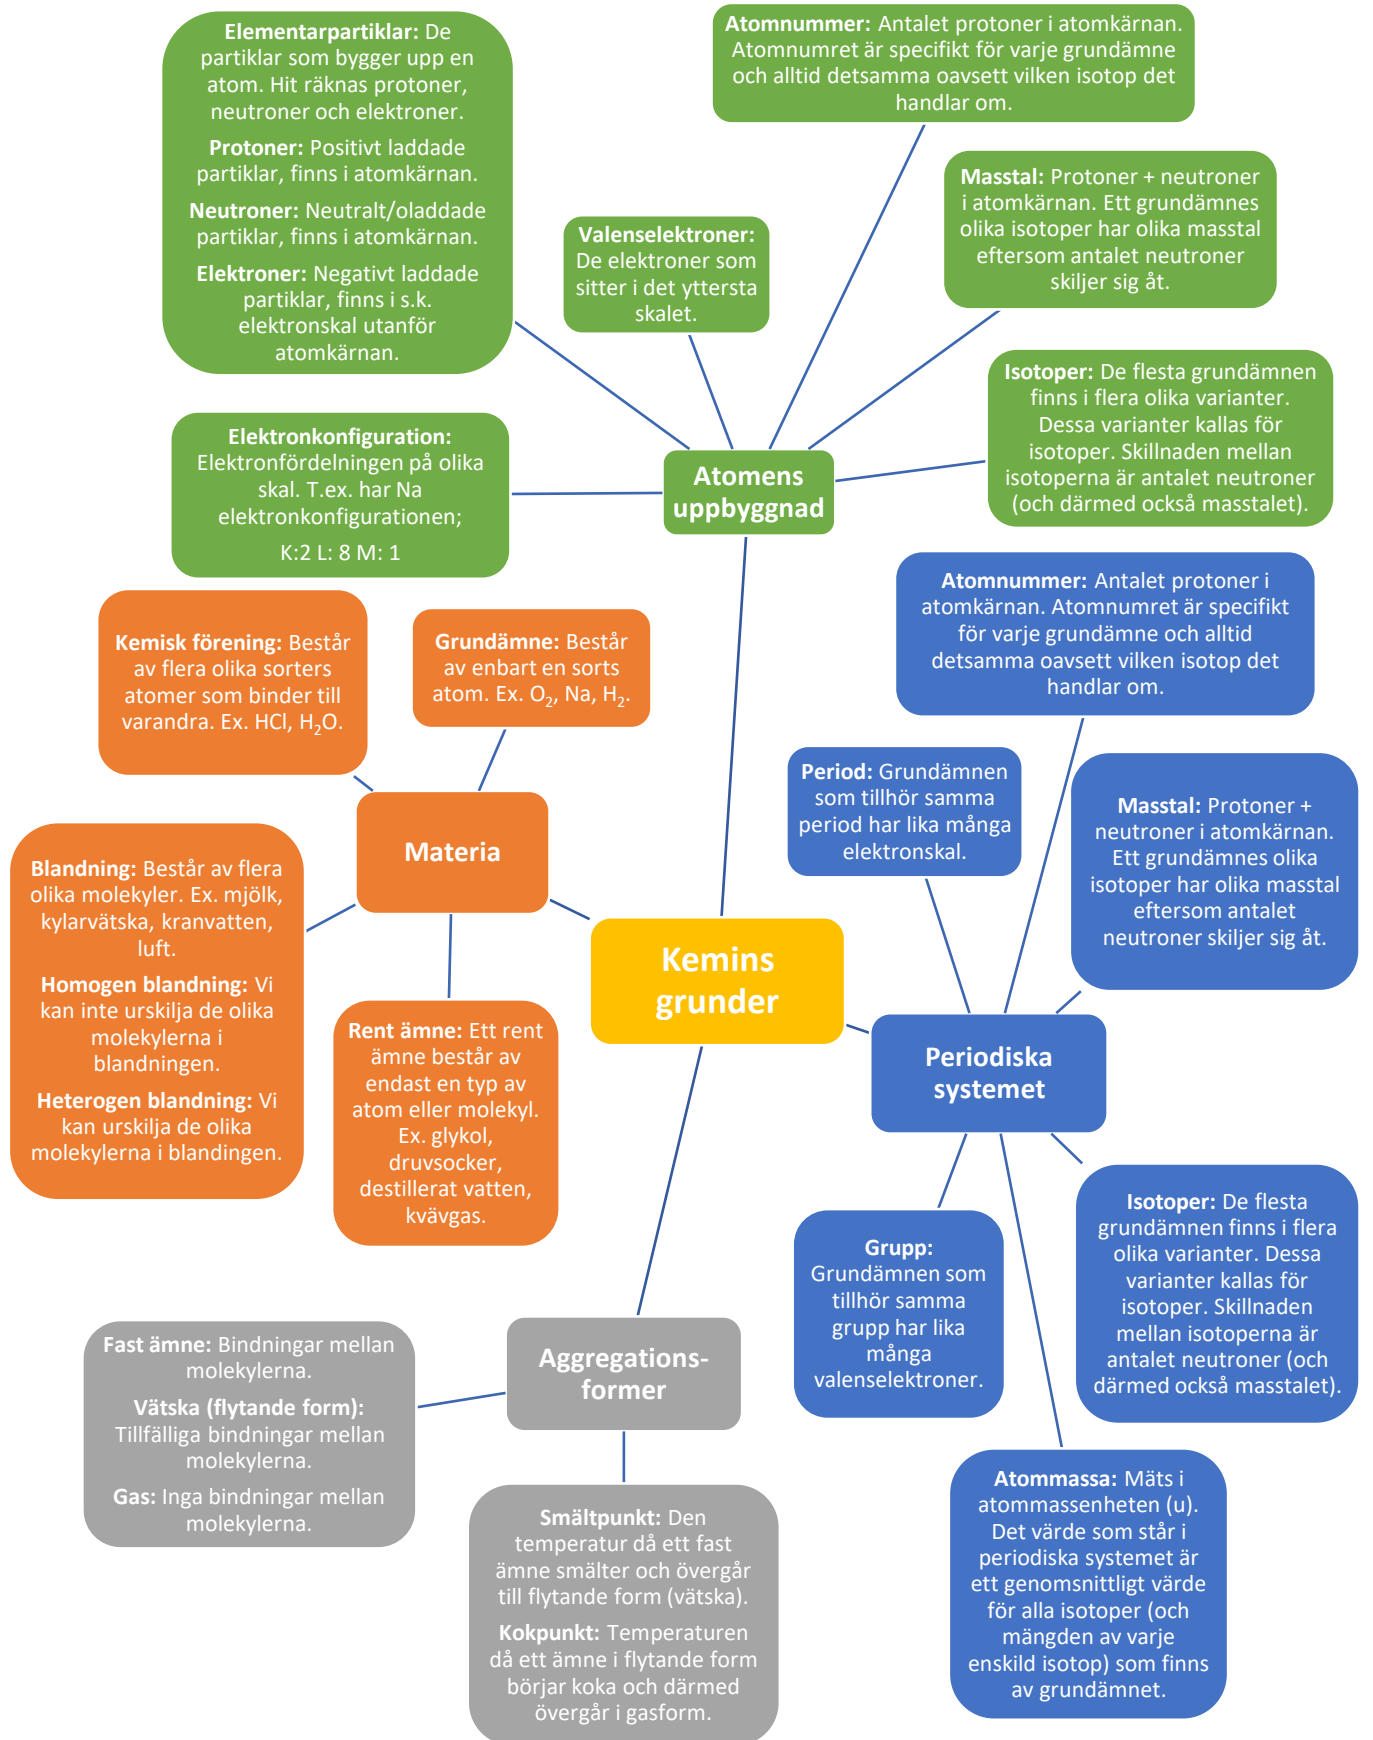 Elementarpartiklar: De
partiklar som bygger upp en
atom. Hit räknas protoner,
neutroner och elektroner.
Protoner: Positivt laddade
partiklar, finns i atomkärnan.
Neutroner: Neutralt/oladdade
partiklar, finns i atomkärnan.
Elektroner: Negativt laddade
partiklar, finns i s.k.
elektronskal utanför
atomkärnan.
Atomnummer: Antalet protoner i atomkärnan.
Atomnumret är specifikt för varje grundämne
och alltid detsamma oavsett vilken isotop det
handlar om.
Masstal: Protoner + neutroner
i atomkärnan. Ett grundämnes
olika isotoper har olika masstal
eftersom antalet neutroner
skiljer sig åt.
Valenselektroner:
De elektroner som
sitter i det yttersta
skalet.
Isotoper: De flesta grundämnen
finns i flera olika varianter.
Dessa varianter kallas för
isotoper. Skillnaden mellan
isotoperna är antalet neutroner
(och därmed också masstalet).
Elektronkonfiguration:
Elektronfördelningen på olika
skal. T.ex. har Na
elektronkonfigurationen;
K:2 L: 8 M: 1
Atomens
uppbyggnad
Atomnummer: Antalet protoner i
atomkärnan. Atomnumret är specifikt
för varje grundämne och alltid
detsamma oavsett vilken isotop det
handlar om.
Kemisk förening: Består
av flera olika sorters
atomer som binder till
varandra. Ex. HCl, H₂O.
Grundämne: Består
av enbart en sorts
atom. Ex. O₂, Na, H₂.
Period: Grundämnen
som tillhör samma
period har lika många
elektronskal.
Masstal: Protoner +
neutroner i atomkärnan.
Ett grundämnes olika
isotoper har olika masstal
eftersom antalet
neutroner skiljer sig åt.
Materia
Blandning: Består av flera
olika molekyler. Ex. mjölk,
kylarvätska, kranvatten,
luft.
Homogen blandning: Vi
kan inte urskilja de olika
molekylerna i
blandningen.
Heterogen blandning: Vi
kan urskilja de olika
molekylerna i blandingen.
Kemins
grunder
Rent ämne: Ett rent
ämne består av
endast en typ av
atom eller molekyl.
Ex. glykol,
druvsocker,
destillerat vatten,
kvävgas.
Periodiska
systemet
Grupp:
Grundämnen som
tillhör samma
grupp har lika
många
valenselektroner.
Isotoper: De flesta
grundämnen finns i flera
olika varianter. Dessa
varianter kallas för
isotoper. Skillnaden
mellan isotoperna är
antalet neutroner (och
därmed också masstalet).
Fast ämne: Bindningar mellan
molekylerna.
Vätska (flytande form):
Tillfälliga bindningar mellan
molekylerna.
Gas: Inga bindningar mellan
molekylerna.
Aggregations-
former
Smältpunkt: Den
temperatur då ett fast
ämne smälter och övergår
till flytande form (vätska).
Kokpunkt: Temperaturen
då ett ämne i flytande form
börjar koka och därmed
övergår i gasform.
Atommassa: Mäts i
atommassenheten (u).
Det värde som står i
periodiska systemet är
ett genomsnittligt värde
för alla isotoper (och
mängden av varje
enskild isotop) som finns
av grundämnet.